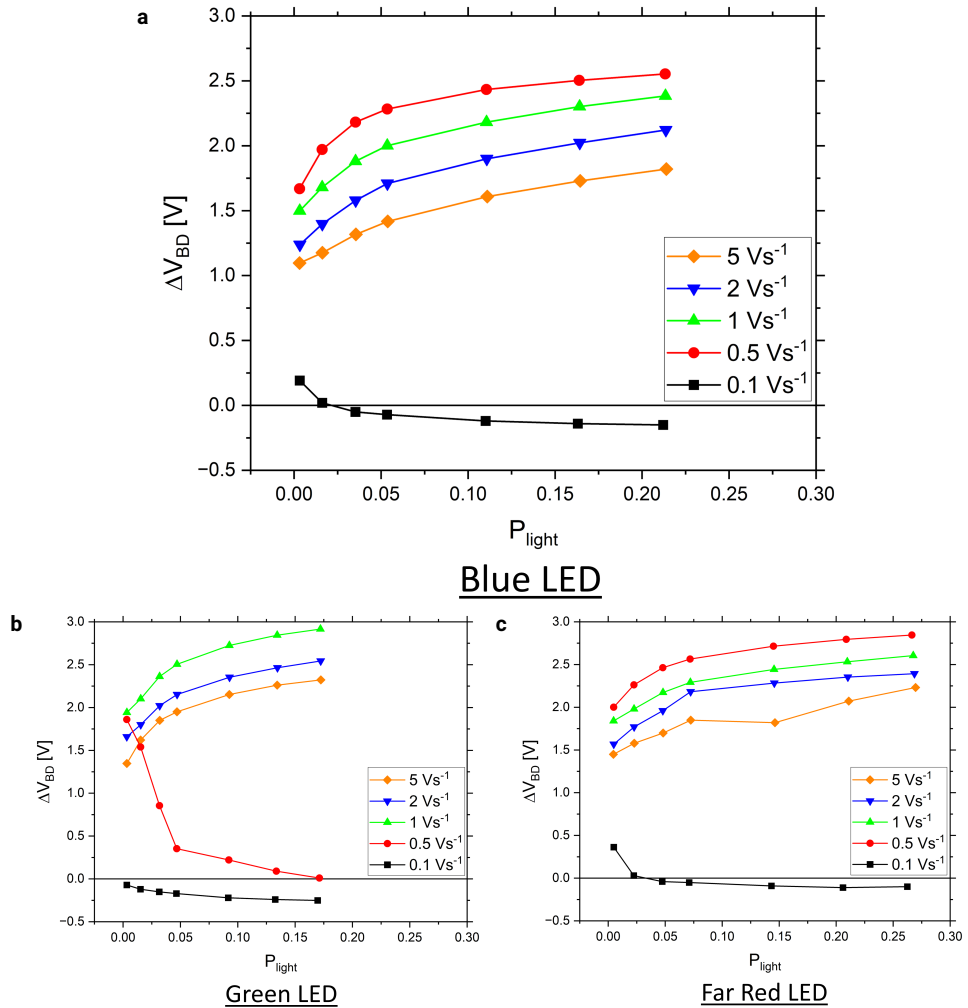 a
3.0
2.5
2.0
1.5
1.0
0.5
0.0
−0.5
ΔV_BD [V]
5 Vs⁻¹
2 Vs⁻¹
1 Vs⁻¹
0.5 Vs⁻¹
0.1 Vs⁻¹
0.00 0.05 0.10 0.15 0.20 0.25 0.30
P_light
Blue LED
b
3.0
2.5
2.0
1.5
1.0
0.5
0.0
−0.5
ΔV_BD [V]
5 Vs⁻¹
2 Vs⁻¹
1 Vs⁻¹
0.5 Vs⁻¹
0.1 Vs⁻¹
0.00 0.05 0.10 0.15 0.20 0.25 0.30
P_light
Green LED
c
3.0
2.5
2.0
1.5
1.0
0.5
0.0
−0.5
ΔV_BD [V]
5 Vs⁻¹
2 Vs⁻¹
1 Vs⁻¹
0.5 Vs⁻¹
0.1 Vs⁻¹
0.00 0.05 0.10 0.15 0.20 0.25 0.30
P_light
Far Red LED